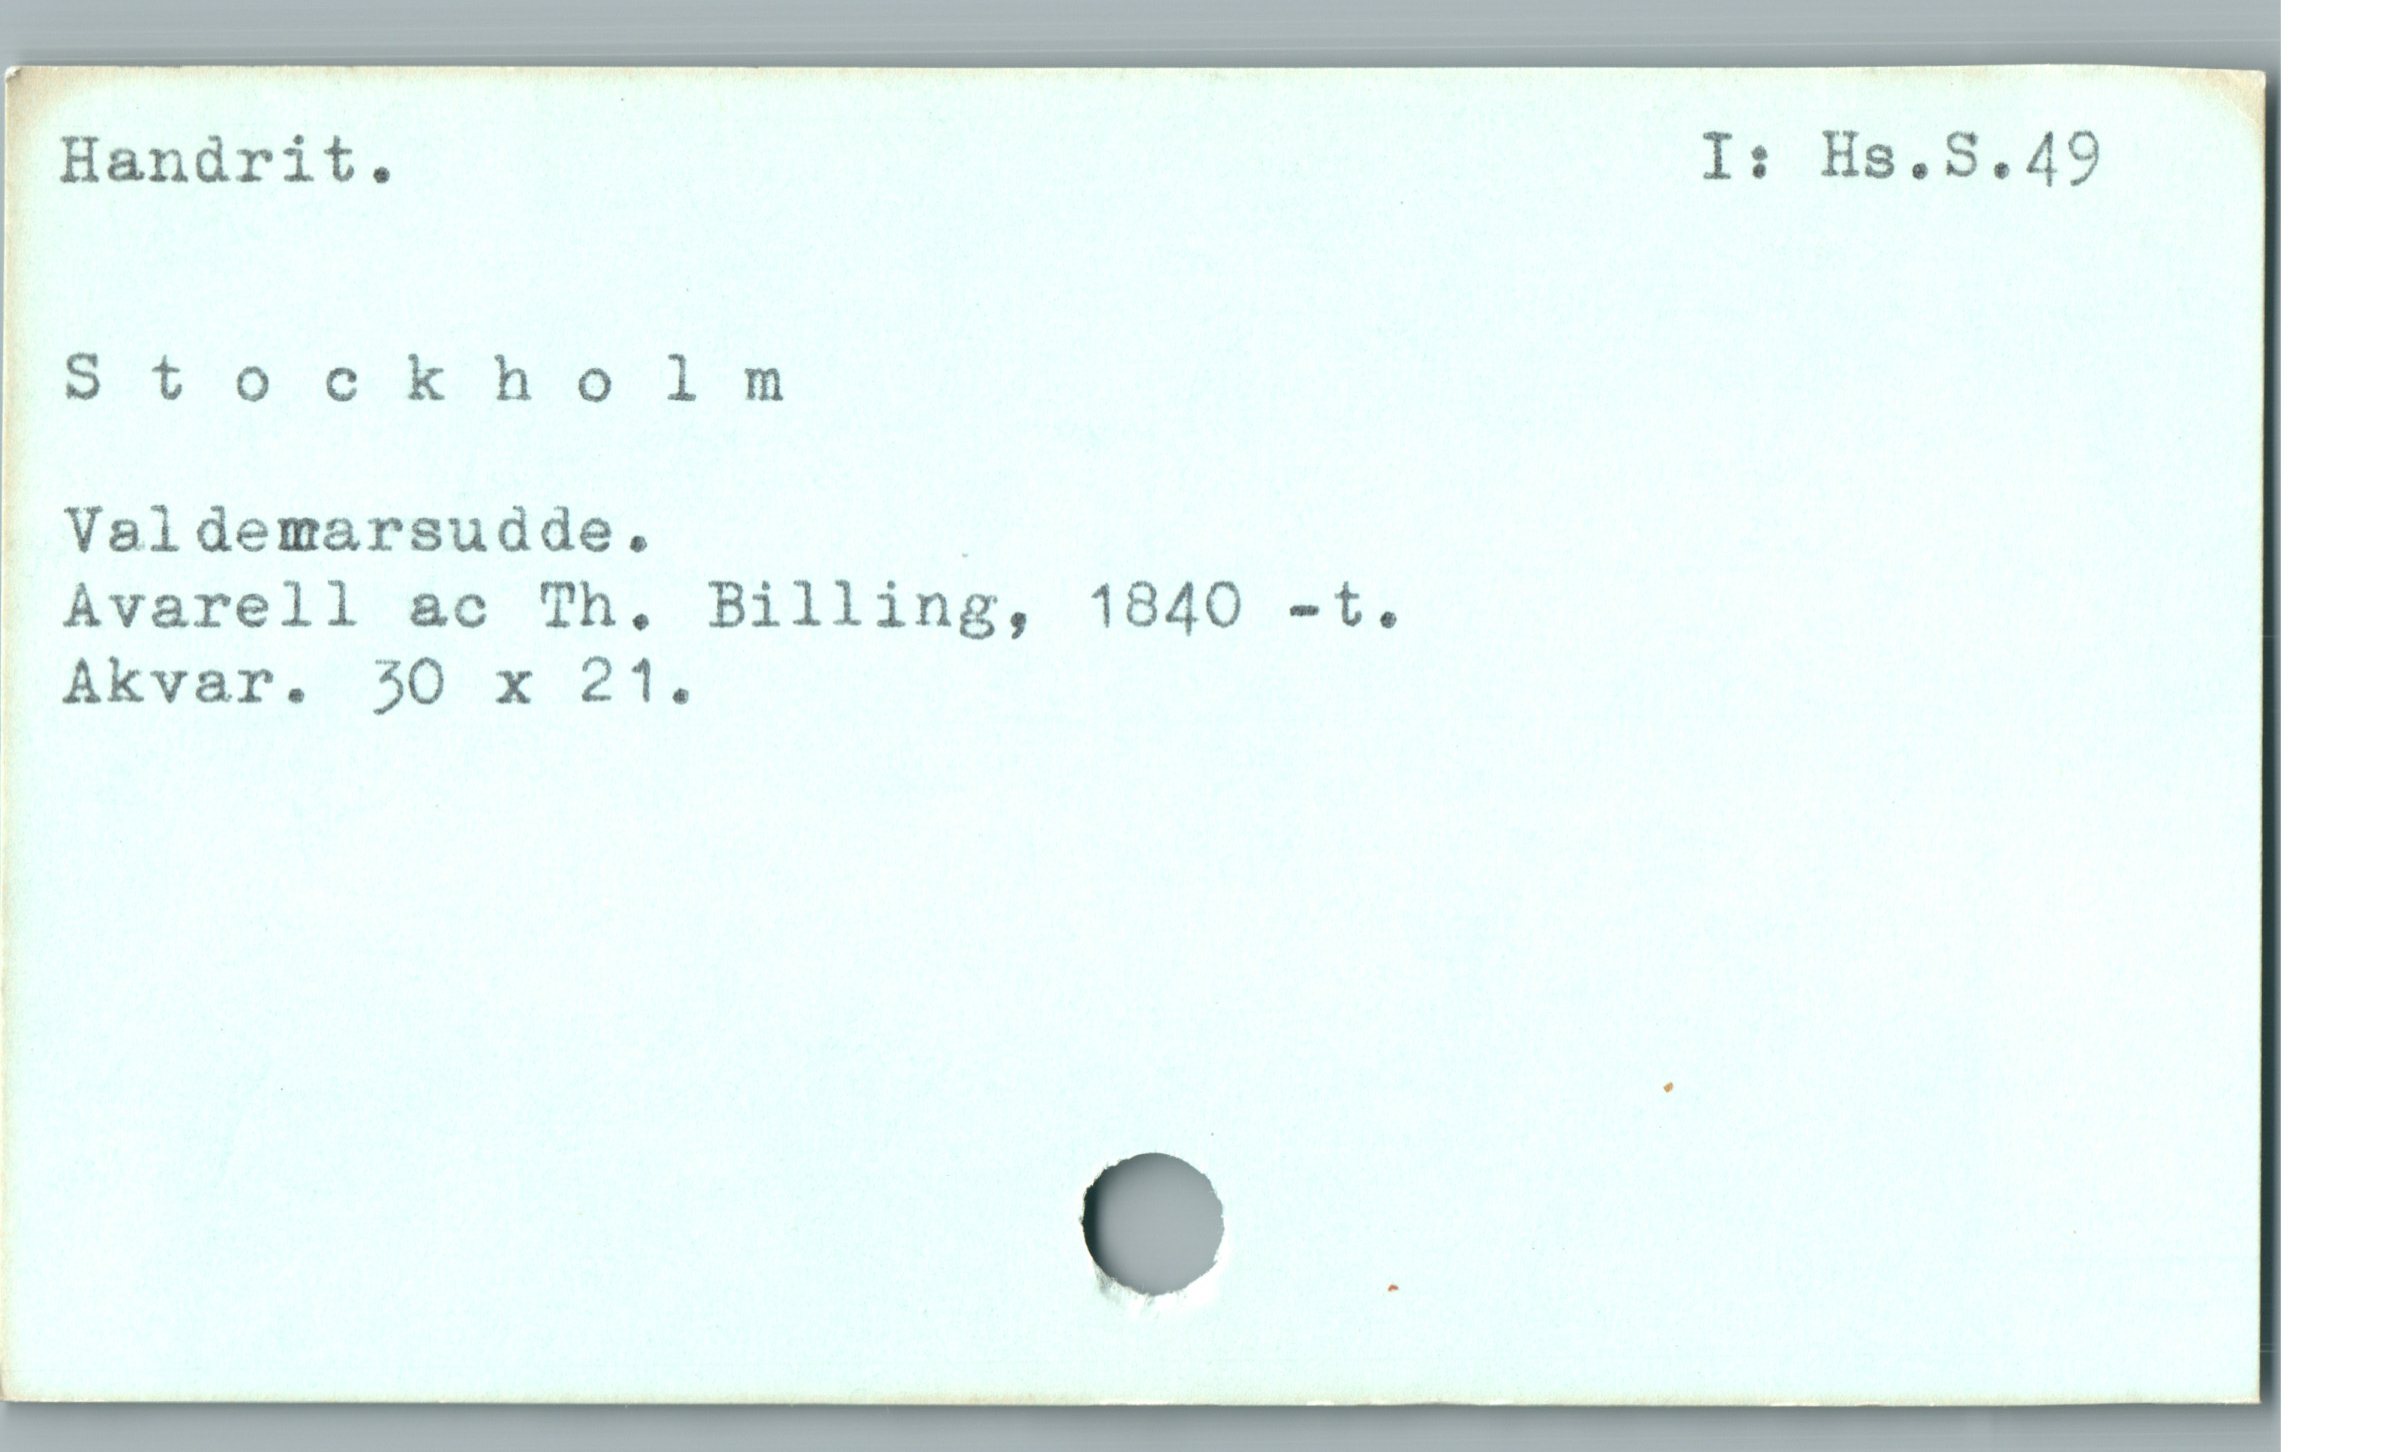 Handrit. I: Hs.S.49
S t o c k h o l m
Valdemarsudde.
Avarell ac Th. Billing, 1840 -t.
Akvar. 30 x 21.